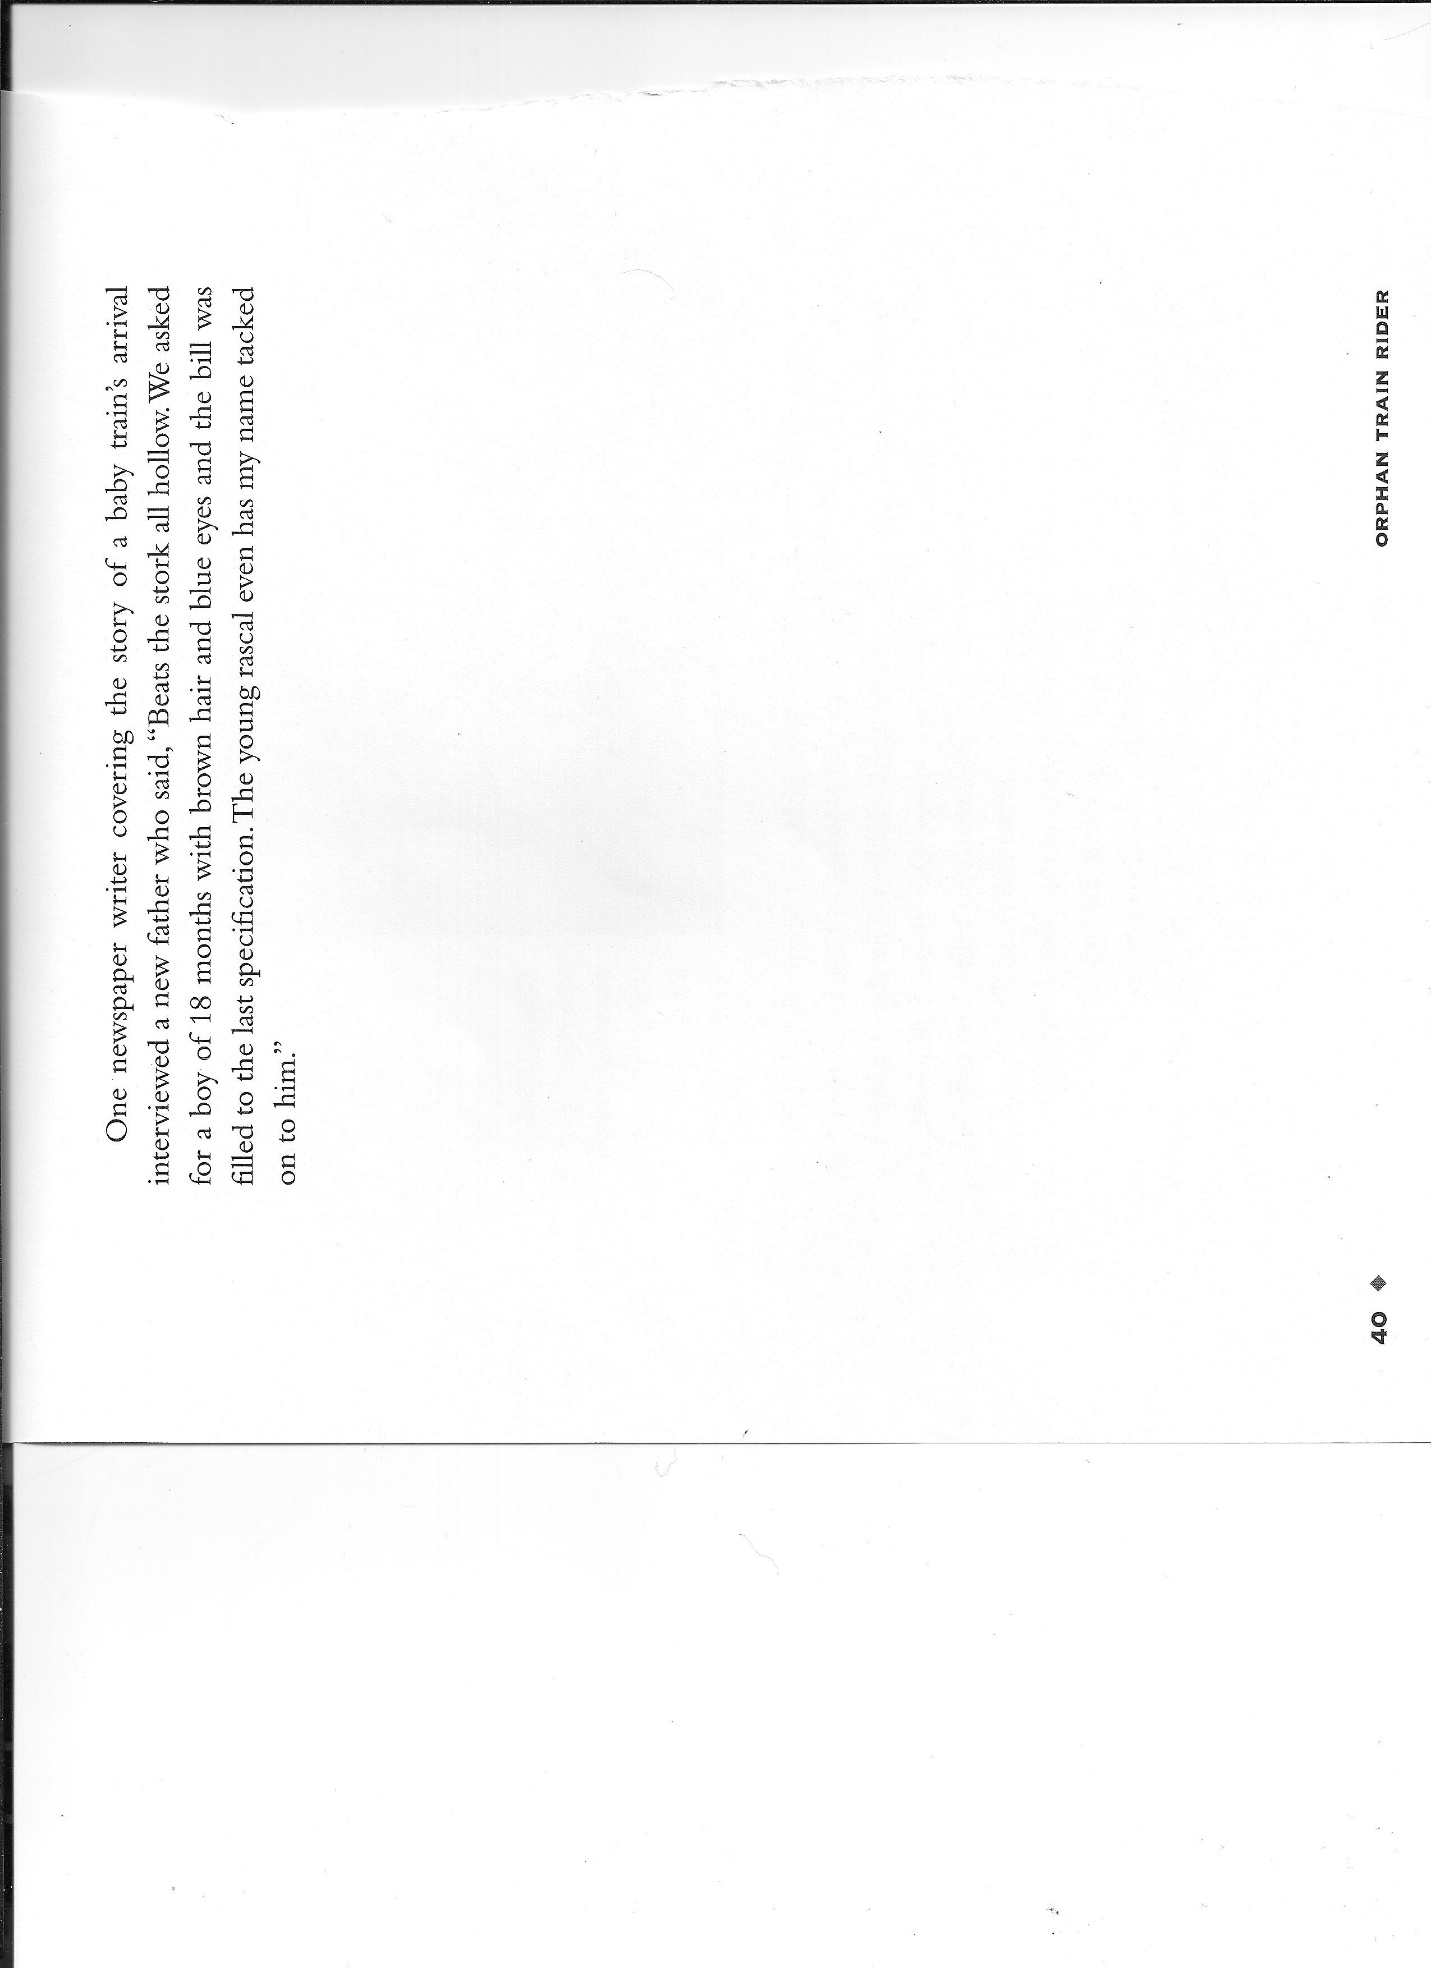 One newspaper writer covering the story of a baby train's arrival
interviewed a new father who said, “Beats the stork all hollow. We asked
for a boy of 18 months with brown hair and blue eyes and the bill was
filled to the last specification. The young rascal even has my name tacked
on to him.”
40 ◆ ORPHAN TRAIN RIDER